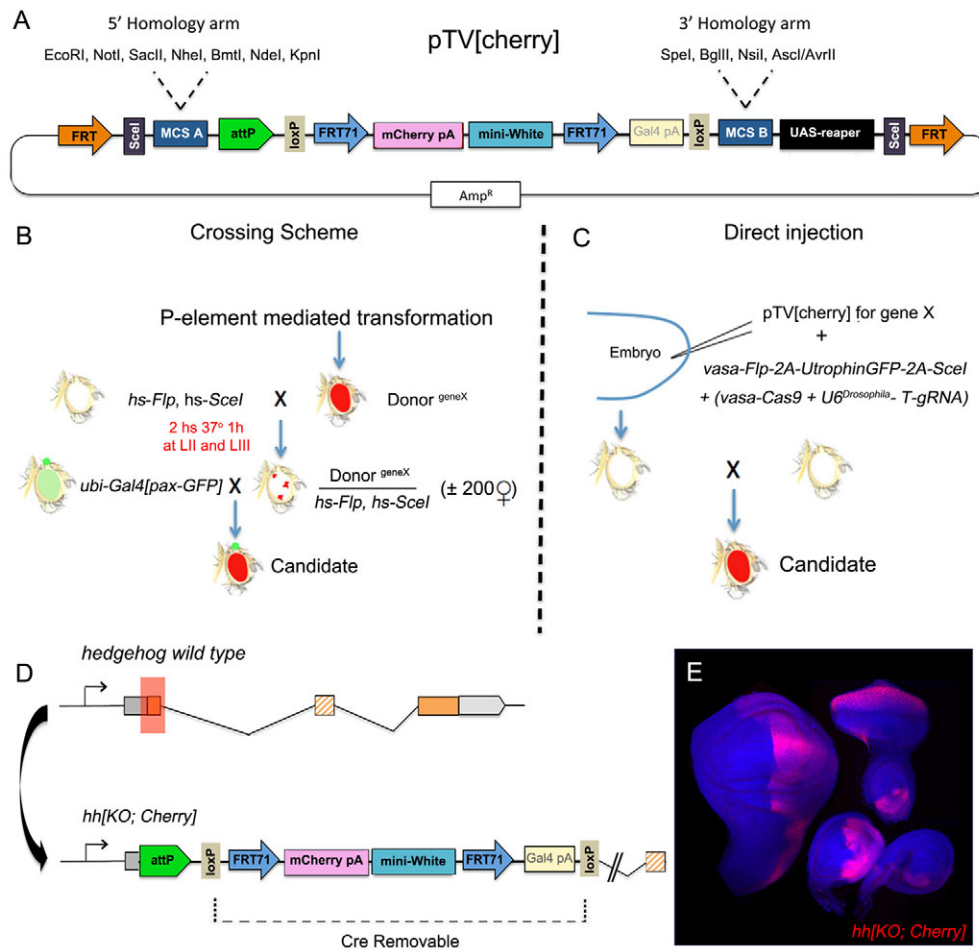 A
5’ Homology arm
pTV[cherry]
3’ Homology arm
EcoRI, NotI, SacII, NheI, BmtI, NdeI, KpnI
SpeI, BglII, NsiI, AscI/AvrII
FRT
SceI
MCS A
attP
loxP
FRT71
mCherry pA
mini-White
FRT71
Gal4 pA
loxP
MCS B
UAS-reaper
SceI
FRT
Amp^R
B
Crossing Scheme
P-element mediated transformation
hs-Flp, hs-SceI
X
Donor geneX
2 hs 37º 1h
at LII and LIII
ubi-Gal4[pax-GFP]
X
Donor geneX
hs-Flp, hs-SceI
(± 200♀)
Candidate
C
Direct injection
Embryo
pTV[cherry] for gene X
+
vasa-Flp-2A-UtrophinGFP-2A-SceI
+ (vasa-Cas9 + U6^Drosophila- T-gRNA)
X
Candidate
D
hedgehog wild type
hh[KO; Cherry]
attP
loxP
FRT71
mCherry pA
mini-White
FRT71
Gal4 pA
loxP
Cre Removable
E
hh[KO; Cherry]